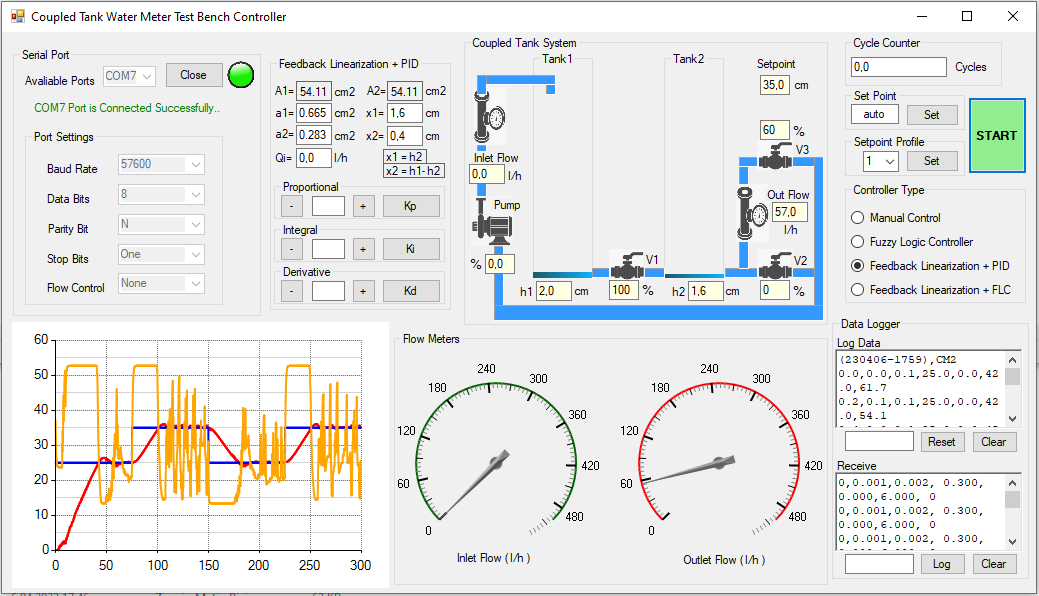 Coupled Tank Water Meter Test Bench Controller
Serial Port
Avaliable Ports COM7 Close
COM7 Port is Connected Successfully..
Port Settings
Baud Rate 57600
Data Bits 8
Parity Bit N
Stop Bits One
Flow Control None
Feedback Linearization + PID
A1= 54.11 cm2 A2= 54.11 cm2
a1= 0.665 cm2 x1= 1,6 cm
a2= 0.283 cm2 x2= 0,4 cm
Qi= 0,0 l/h x1 = h2
x2 = h1- h2
Proportional
- + Kp
Integral
- + Ki
Derivative
- + Kd
Coupled Tank System
Tank1
Tank2
Setpoint
35,0 cm
60 %
V3
Inlet Flow
0,0 l/h
Out Flow
57,0
l/h
Pump
% 0,0
V1
V2
h1 2,0 cm
100 %
h2 1,6 cm
0 %
Cycle Counter
0,0 Cycles
Set Point
auto Set
Setpoint Profile
1 Set
START
Controller Type
Manual Control
Fuzzy Logic Controller
Feedback Linearization + PID
Feedback Linearization + FLC
60
50
40
30
20
10
0
0 50 100 150 200 250 300
Flow Meters
0 60 120 180 240 300 360 420 480
Inlet Flow ( l/h )
0 60 120 180 240 300 360 420 480
Outlet Flow ( l/h )
Data Logger
Log Data
(230406-1759),CM2
0.0,0.0,0.1,25.0,0.0,42
.0,61.7
0.2,0.1,0.1,25.0,0.0,42
.0,54.1
Reset Clear
Receive
0,0.001,0.002, 0.300,
0.000,6.000, 0
0,0.001,0.002, 0.300,
0.000,6.000, 0
0,0.001,0.002, 0.300,
Log Clear